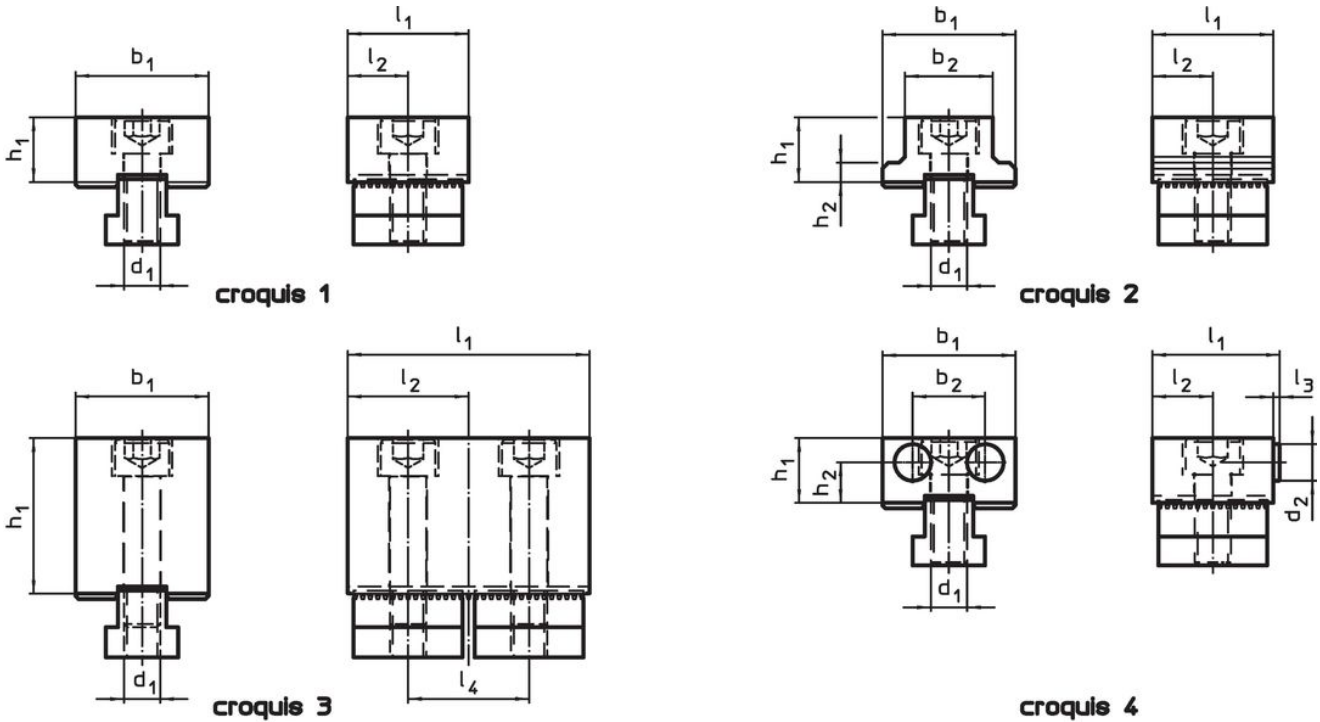 b1
l1
l2
h1
d1
croquis 1
b1
b2
l1
l2
h1
h2
d1
croquis 2
b1
l1
l2
h1
d1
l4
croquis 3
b1
b2
l1
l2
l3
h1
h2
d2
d1
croquis 4